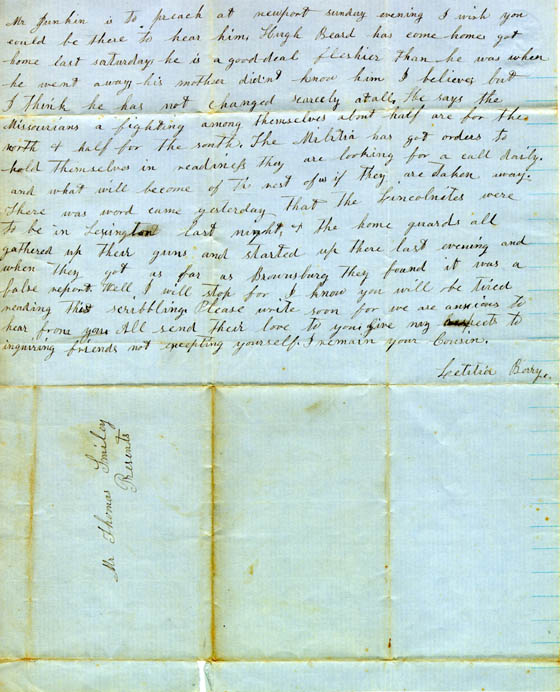 Mr Junkin is to preach at newport sunday evening I wish you
could be there to hear him. Hugh Beard has come home, got
home last saturday, he is a good deal fleshier than he was when
he went away, his mother didnt know him I believe, but
I think he has not changed scarcely atall, He says the
Missourians a fighting among themselves about half are for the
north & half for the south. The Militia has got orders to
hold themselves in readiness they are looking for a call daily.
and what will become of the rest of us if they are taken away.
There was word came yesterday that the Lincolnites were
to be in Lexington last night, & the home guards all
gathered up their guns and started up there last evening and
when they got as far as Brownsburg they found it was a
false report. Well I will stop for I know you will be tired
reading this scribbling. Please write soon for we are anxious to
hear from you. All send their love to you, Give my respects to
inquiring friends not excepting yourself. I remain your Cousin.
Letitia Berry.
Mr Thomas Smiley
Presents